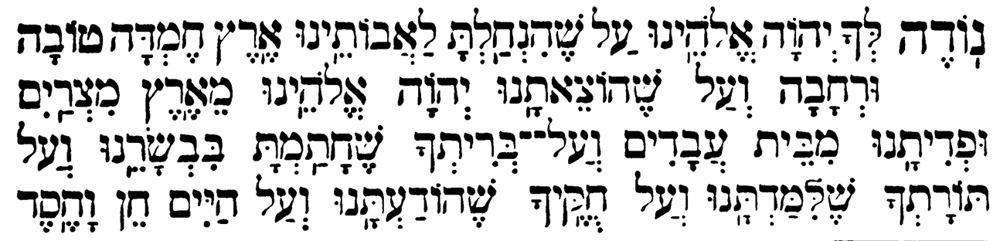 נוֹדֶה לְּךָ יְהוָֹה אֱלֹהֵינוּ עַל שֶׁהִנְחַלְתָּ לַאֲבוֹתֵינוּ אֶרֶץ חֶמְדָּה טוֹבָה
וּרְחָבָה וְעַל שֶׁהוֹצֵאתָנוּ יְהוָֹה אֱלֹהֵינוּ מֵאֶרֶץ מִצְרַיִם
וּפְדִיתָנוּ מִבֵּית עֲבָדִים וְעַל־בְּרִיתְךָ שֶׁחָתַמְתָּ בִּבְשָׂרֵנוּ וְעַל
תּוֹרָתְךָ שֶׁלִּמַּדְתָּנוּ וְעַל חֻקֶּיךָ שֶׁהוֹדַעְתָּנוּ וְעַל הַיִּים חֵן וָחֶסֶד